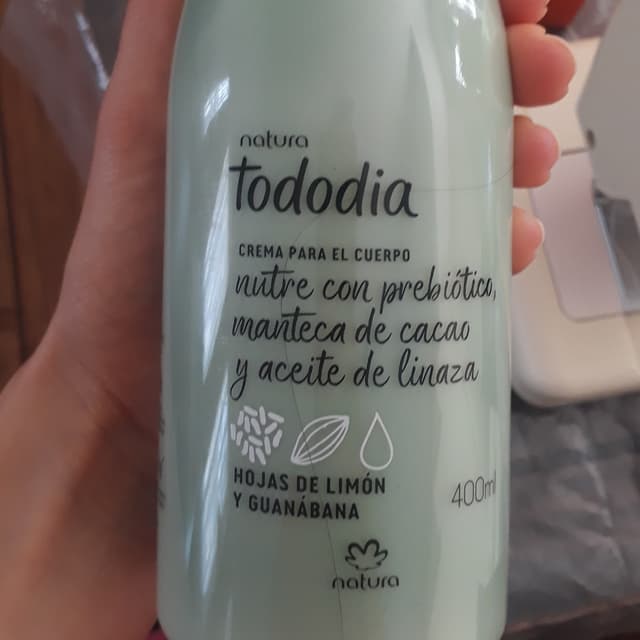 natura
tododia
CREMA PARA EL CUERPO
nutre con prebiótico,
manteca de cacao
y aceite de linaza
HOJAS DE LIMÓN
Y GUANÁBANA
400ml
natura